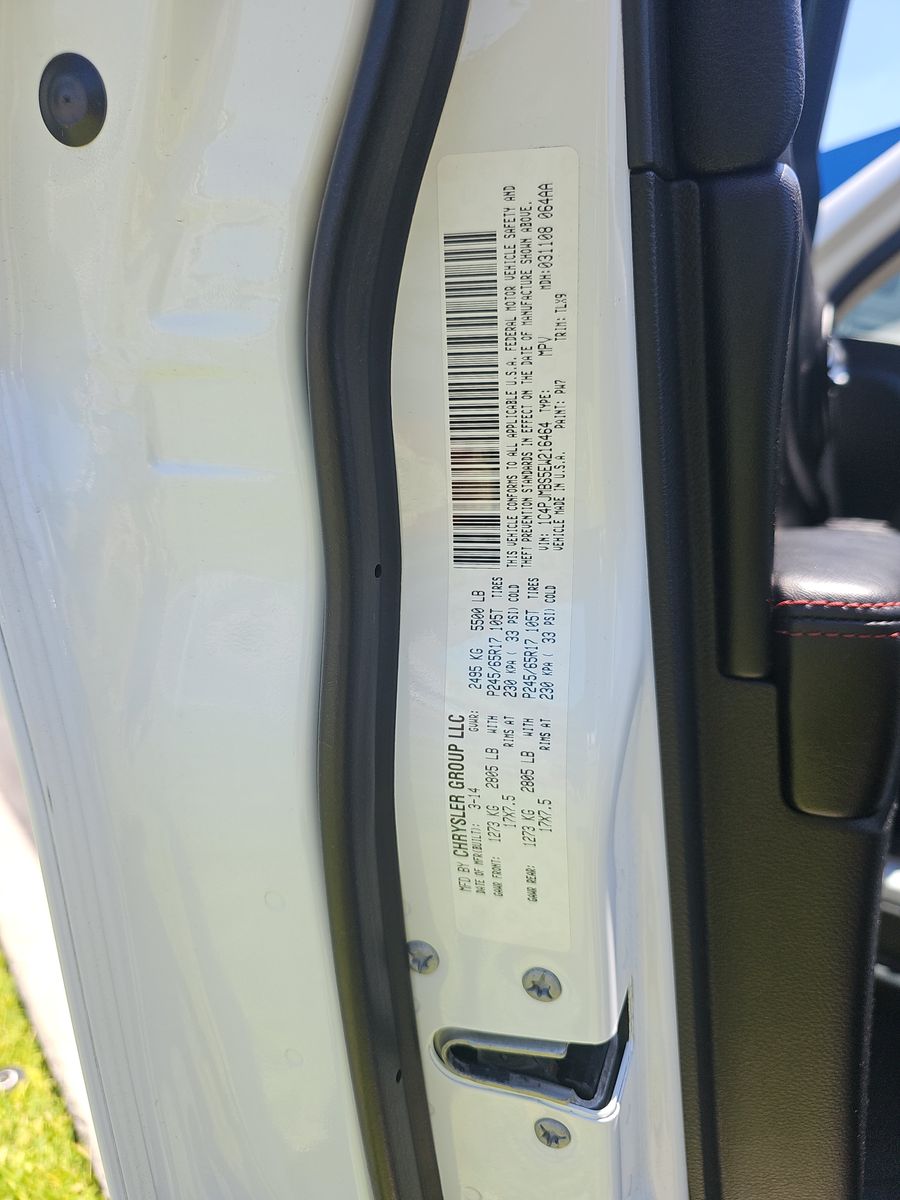 MFD BY CHRYSLER GROUP LLC
DATE OF MFR(BUILT): 3-14 GVWR: 2495 KG 5500 LB
GAWR FRONT: 1273 KG 2805 LB WITH P245/65R17 105T TIRES
17X7.5 RIMS AT 230 KPA ( 33 PSI) COLD
GAWR REAR: 1273 KG 2805 LB WITH P245/65R17 105T TIRES
17X7.5 RIMS AT 230 KPA ( 33 PSI) COLD
THIS VEHICLE CONFORMS TO ALL APPLICABLE U.S.A. FEDERAL MOTOR VEHICLE SAFETY AND
THEFT PREVENTION STANDARDS IN EFFECT ON THE DATE OF MANUFACTURE SHOWN ABOVE.
VIN: 1C4PJMBS5EW216464 TYPE: MPV MDH:031108 064AA
VEHICLE MADE IN U.S.A. PAINT: PW7 TRIM: TLX9